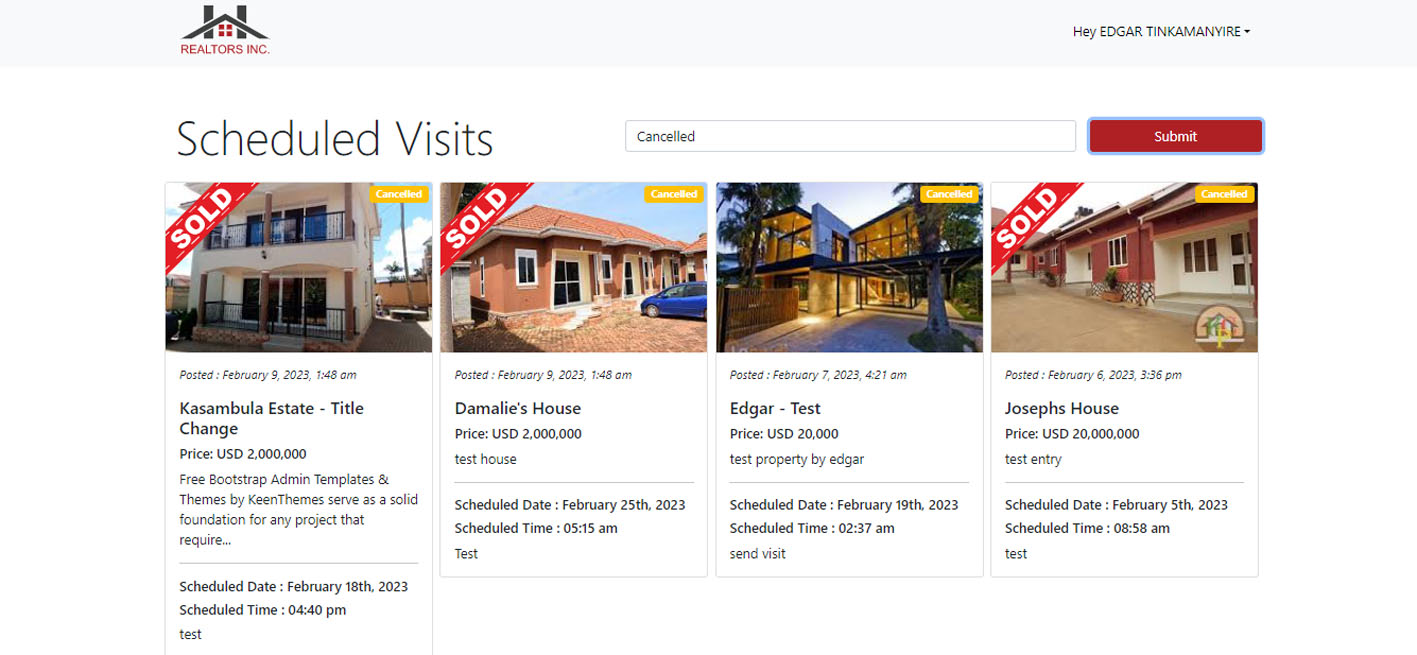 REALTORS INC.
Hey EDGAR TINKAMANYIRE
Scheduled Visits
Cancelled
Submit
SOLD
Cancelled
Posted : February 9, 2023, 1:48 am
Kasambula Estate - Title
Change
Price: USD 2,000,000
Free Bootstrap Admin Templates &
Themes by KeenThemes serve as a solid
foundation for any project that
require...
Scheduled Date : February 18th, 2023
Scheduled Time : 04:40 pm
test
SOLD
Cancelled
Posted : February 9, 2023, 1:48 am
Damalie's House
Price: USD 2,000,000
test house
Scheduled Date : February 25th, 2023
Scheduled Time : 05:15 am
Test
Cancelled
Posted : February 7, 2023, 4:21 am
Edgar - Test
Price: USD 20,000
test property by edgar
Scheduled Date : February 19th, 2023
Scheduled Time : 02:37 am
send visit
SOLD
Cancelled
Posted : February 6, 2023, 3:36 pm
Josephs House
Price: USD 20,000,000
test entry
Scheduled Date : February 5th, 2023
Scheduled Time : 08:58 am
test